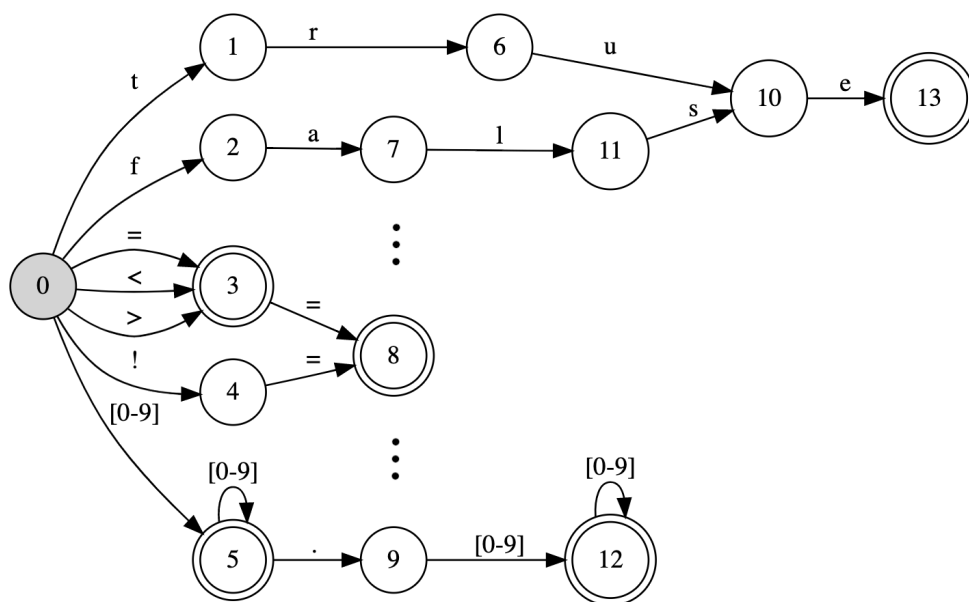 1 r 6 u
t 10 e 13
f 2 a 7 l 11 s
=
0 < 3 =
>
! 4 = 8
[0-9]
[0-9] [0-9]
5 . 9 [0-9] 12